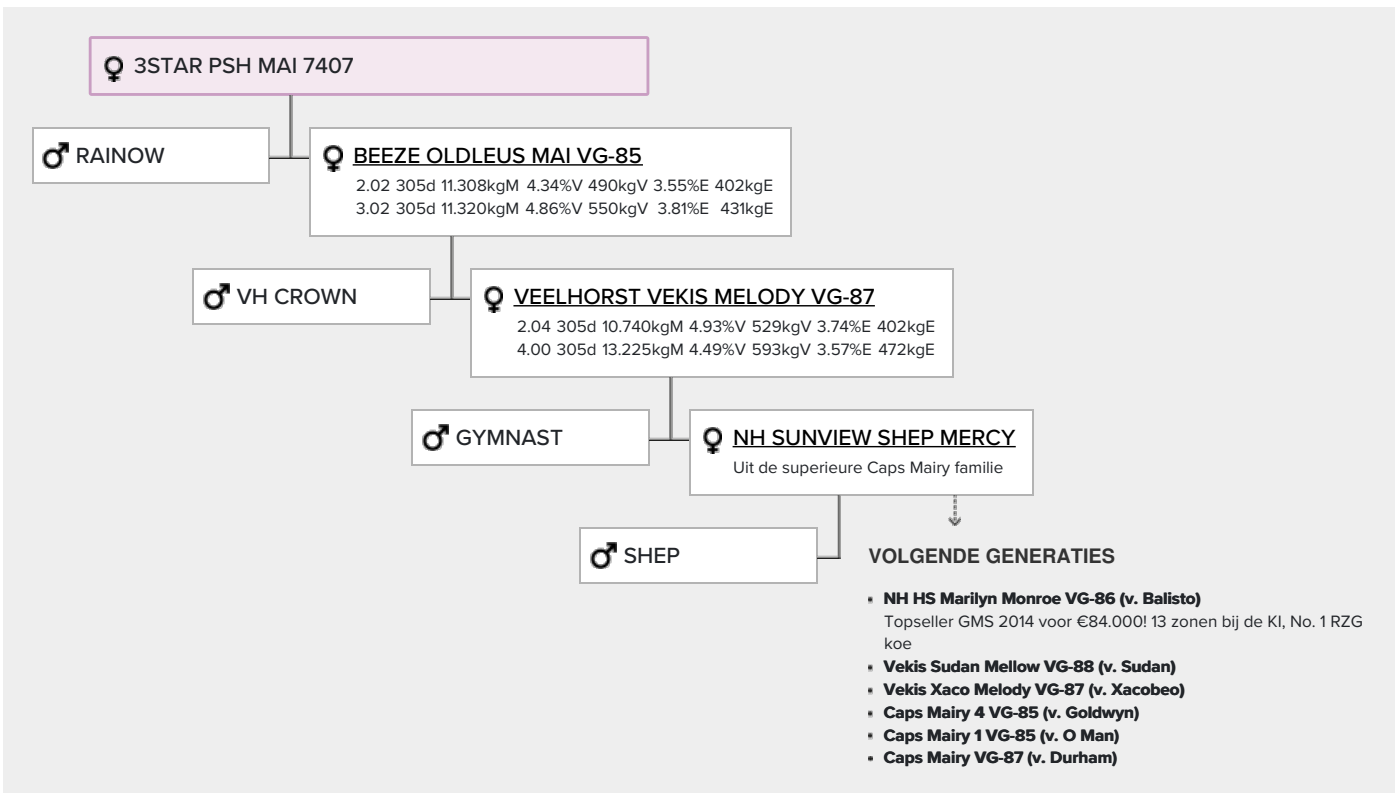 3STAR PSH MAI 7407
RAINOW
BEEZE OLDLEUS MAI VG-85
2.02 305d 11.308kgM 4.34%V 490kgV 3.55%E 402kgE
3.02 305d 11.320kgM 4.86%V 550kgV 3.81%E 431kgE
VH CROWN
VEELHORST VEKIS MELODY VG-87
2.04 305d 10.740kgM 4.93%V 529kgV 3.74%E 402kgE
4.00 305d 13.225kgM 4.49%V 593kgV 3.57%E 472kgE
GYMNAST
NH SUNVIEW SHEP MERCY
Uit de superieure Caps Mairy familie
SHEP
VOLGENDE GENERATIES
NH HS Marilyn Monroe VG-86 (v. Balisto)
Topseller GMS 2014 voor €84.000! 13 zonen bij de KI, No. 1 RZG
koe
Vekis Sudan Mellow VG-88 (v. Sudan)
Vekis Xaco Melody VG-87 (v. Xacobeo)
Caps Mairy 4 VG-85 (v. Goldwyn)
Caps Mairy 1 VG-85 (v. O Man)
Caps Mairy VG-87 (v. Durham)